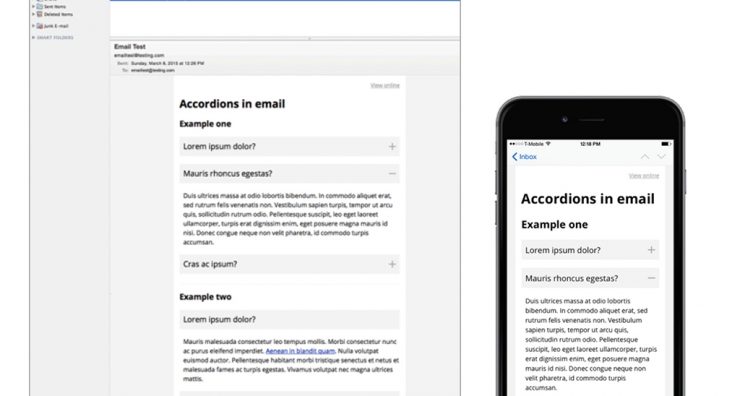 Sent Items
Deleted Items
Junk E-mail
SMART FOLDERS
Email Test
emailtest@testing.com
Sent: Sunday, March 8, 2015 at 12:26 PM
To: emailtest@testing.com
View online
Accordions in email
Example one
Lorem ipsum dolor?
Mauris rhoncus egestas?
Duis ultrices massa at odio lobortis bibendum. In commodo aliquet erat,
sed rutrum felis venenatis in. Vestibulum sapien turpis, tempor ut arcu
quis, sollicitudin rutrum odio. Pellentesque suscipit, leo eget laoreet
ullamcorper, turpis erat dignissim enim, eget posuere magna mauris id
nisi. Donec congue neque non velit pharetra, id commodo turpis
accumsan.
Cras ac ipsum?
Example two
Lorem ipsum dolor?
Mauris malesuada consectetur leo tempus mollis. Morbi consectetur nunc
ac purus eleifend imperdiet. Aenean in blandit quam. Nulla volutpat
euismod auctor. Pellentesque habitant morbi tristique senectus et netus et
malesuada fames ac turpis egestas. Vivamus volutpat nec magna ultrices
mattis.
T-Mobile 12:18 PM
Inbox
View online
Accordions in email
Example one
Lorem ipsum dolor?
Mauris rhoncus egestas?
Duis ultrices massa at odio lobortis
bibendum. In commodo aliquet erat,
sed rutrum felis venenatis in. Vestibulum
sapien turpis, tempor ut arcu quis,
sollicitudin rutrum odio. Pellentesque
suscipit, leo eget laoreet ullamcorper,
turpis erat dignissim enim, eget posuere
magna mauris id nisi. Donec congue
neque non velit pharetra, id commodo
turpis accumsan.